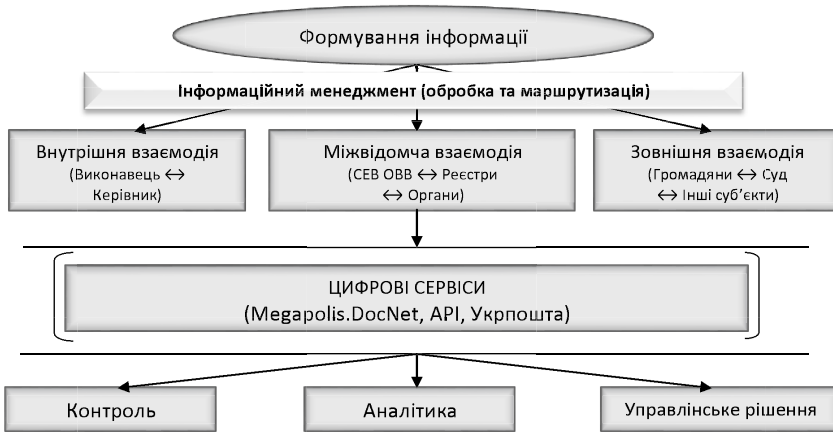 Формування інформації
Інформаційний менеджмент (обробка та маршрутизація)
Внутрішня взаємодія
(Виконавець ↔
Керівник)
Міжвідомча взаємодія
(СЕВ ОВВ ↔ Реєстри
↔ Органи)
Зовнішня взаємодія
(Громадяни ↔ Суд
↔ Інші суб’єкти)
ЦИФРОВІ СЕРВІСИ
(Megapolis.DocNet, API, Укрпошта)
Контроль
Аналітика
Управлінське рішення